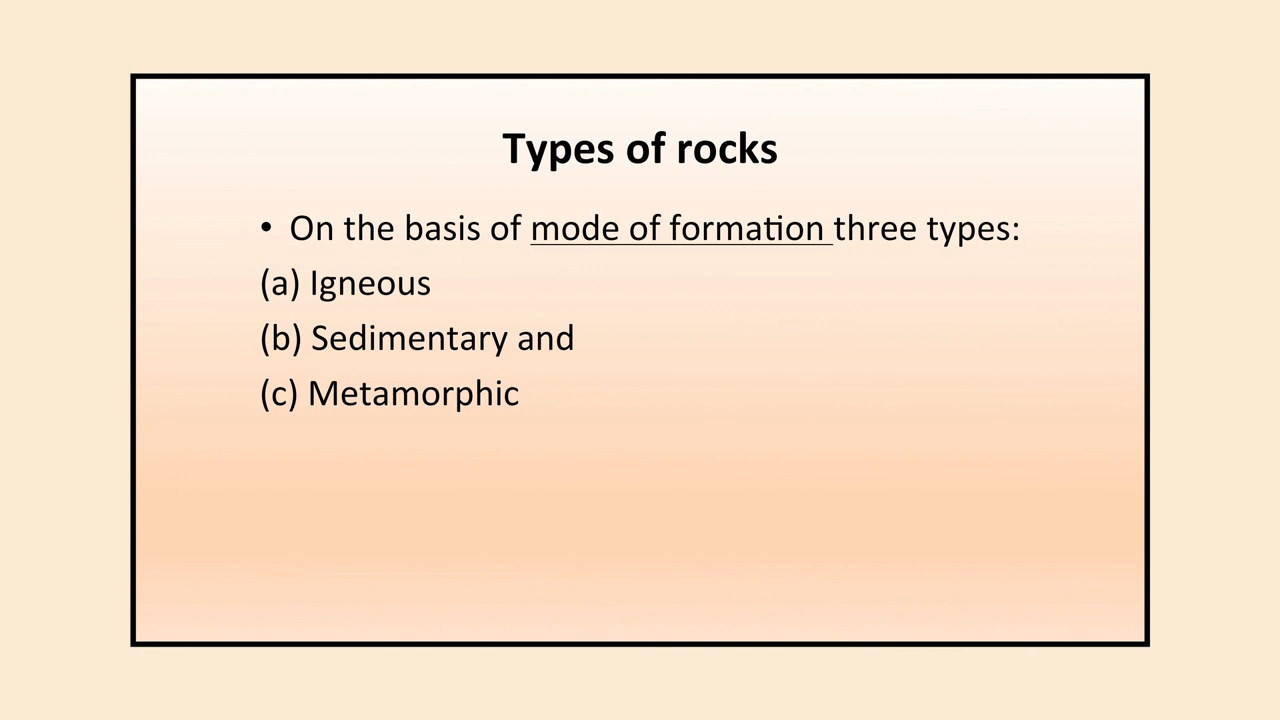 Types of rocks
• On the basis of mode of formation three types:
(a) Igneous
(b) Sedimentary and
(c) Metamorphic